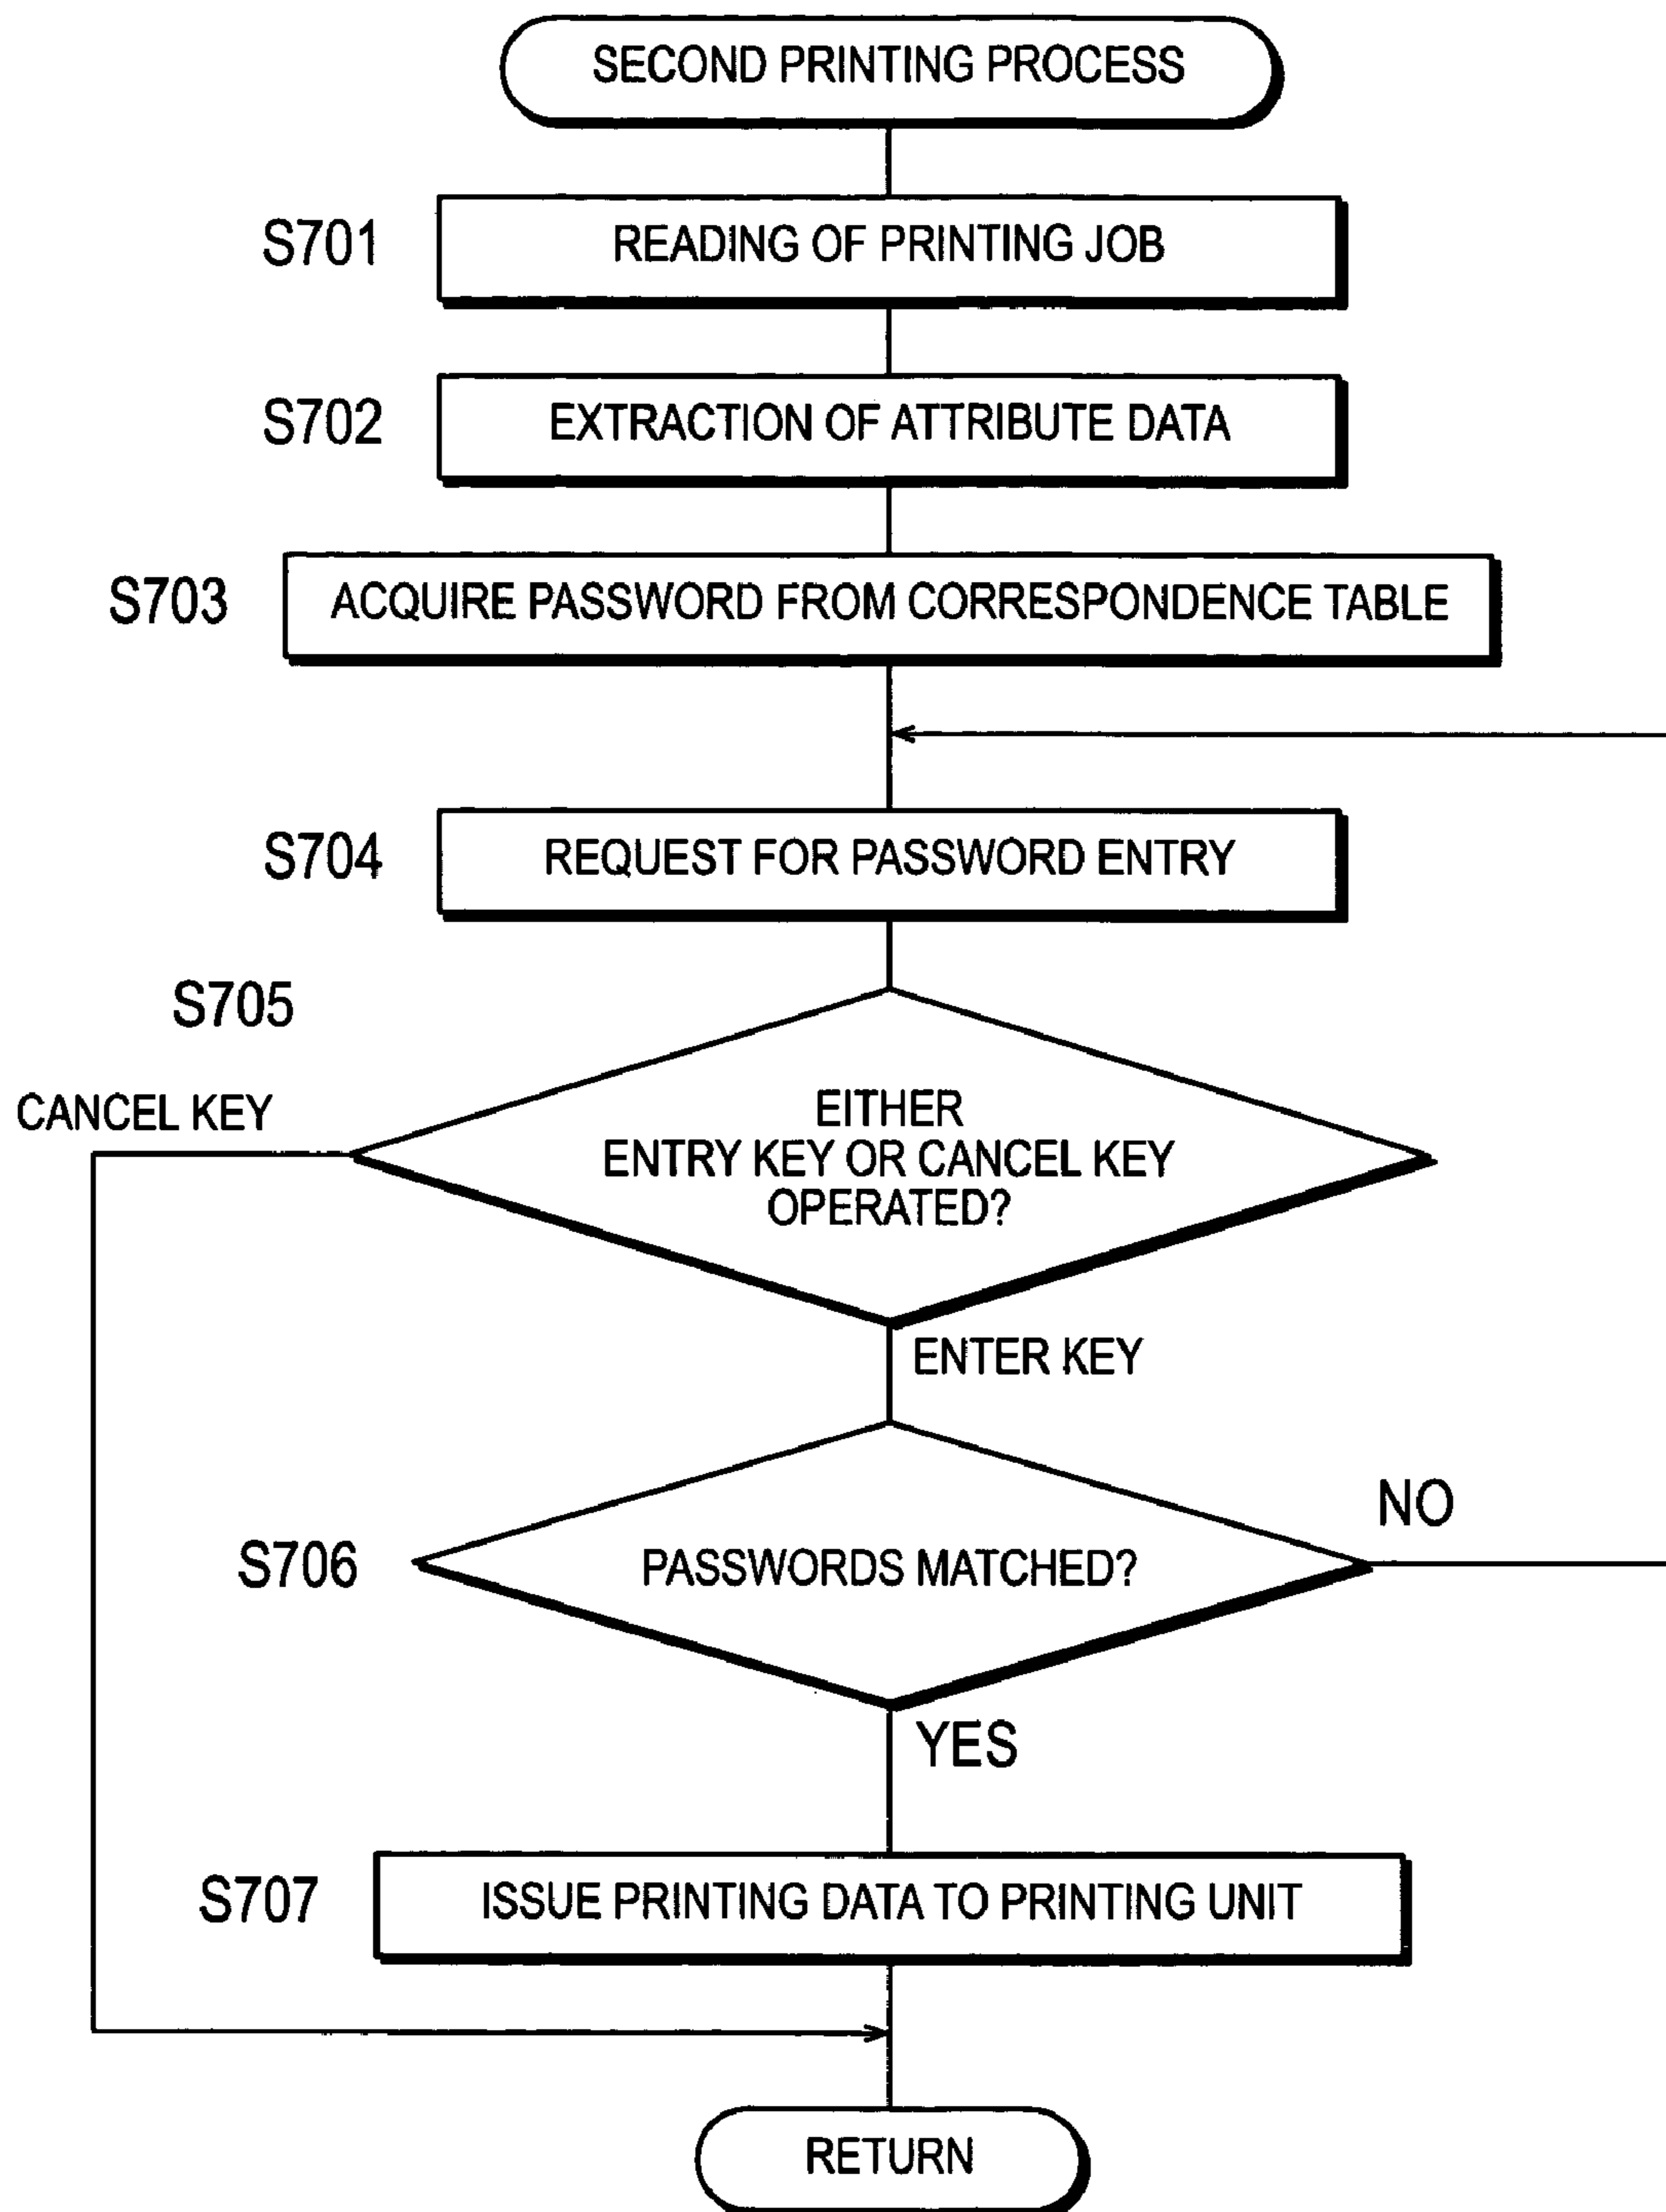 SECOND PRINTING PROCESS
S701
READING OF PRINTING JOB
S702
EXTRACTION OF ATTRIBUTE DATA
S703
ACQUIRE PASSWORD FROM CORRESPONDENCE TABLE
S704
REQUEST FOR PASSWORD ENTRY
S705
CANCEL KEY
EITHER
ENTRY KEY OR CANCEL KEY
OPERATED?
ENTER KEY
NO
S706
PASSWORDS MATCHED?
YES
S707
ISSUE PRINTING DATA TO PRINTING UNIT
RETURN